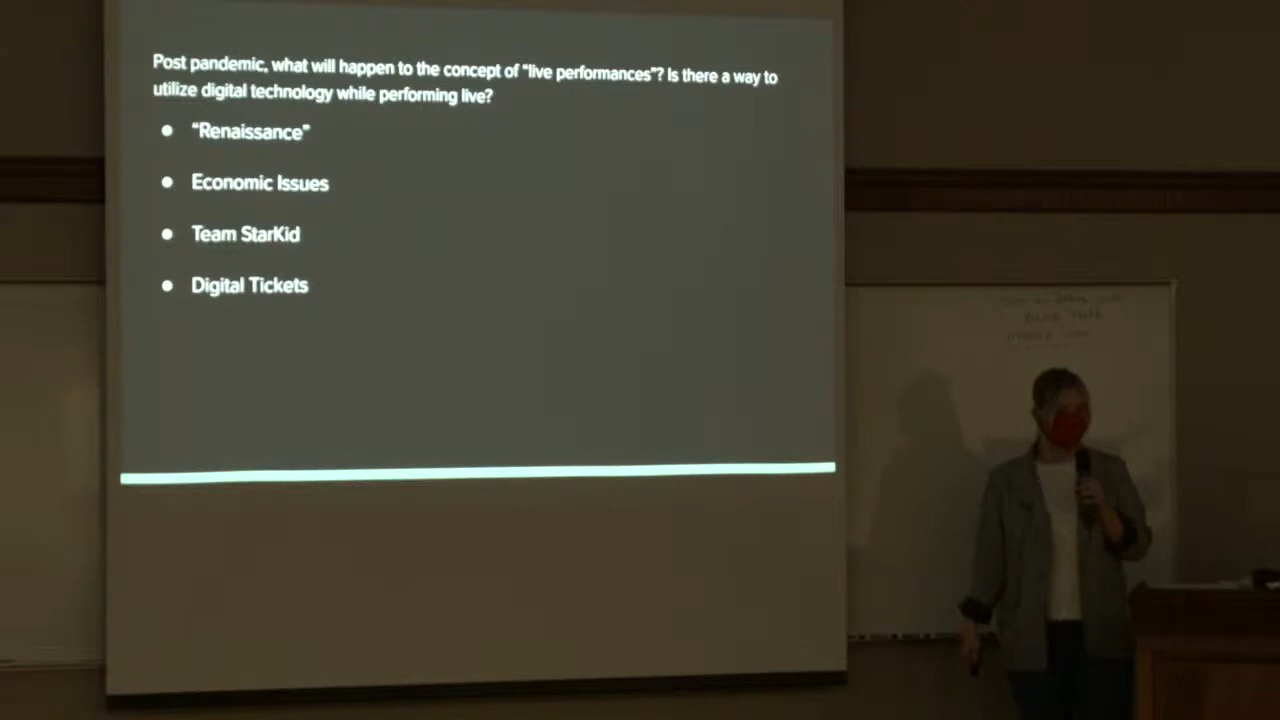 Post pandemic, what will happen to the concept of “live performances”? Is there a way to
utilize digital technology while performing live?
● “Renaissance”
● Economic Issues
● Team StarKid
● Digital Tickets